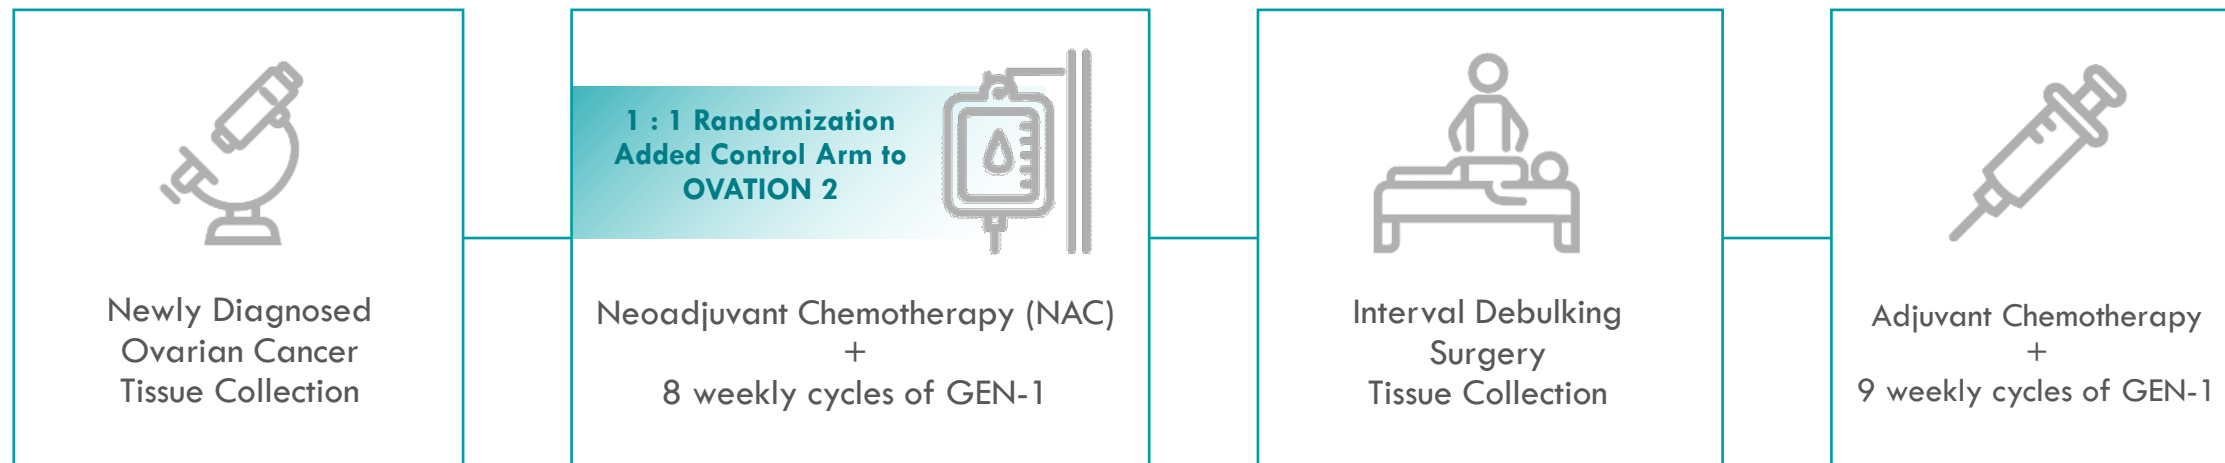 Newly Diagnosed
Ovarian Cancer
Tissue Collection
1 : 1 Randomization
Added Control Arm to
OVATION 2
Neoadjuvant Chemotherapy (NAC)
+
8 weekly cycles of GEN-1
Interval Debulking
Surgery
Tissue Collection
Adjuvant Chemotherapy
+
9 weekly cycles of GEN-1